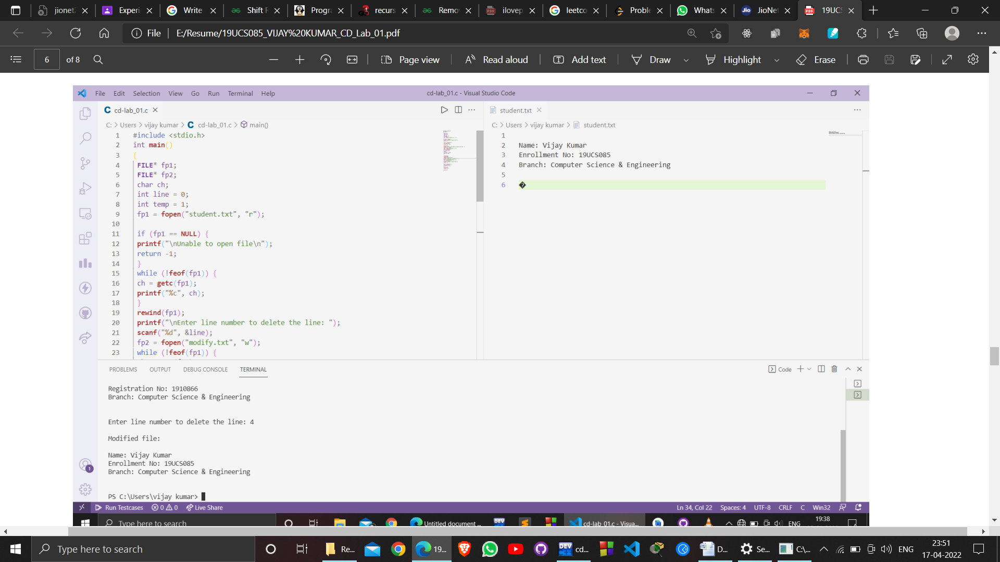 jionet2
Experi
Write
Shift F
Progra
recurs
Remo
ilovep
leetco
Proble
Whats
Jio
JioNet
19UCS
File
E:/Resume/19UCS085_VIJAY%20KUMAR_CD_Lab_01.pdf
6 of 8
Page view
Read aloud
Add text
Draw
Highlight
Erase
File Edit Selection View Go Run Terminal Help
cd-lab_01.c - Visual Studio Code
C cd-lab_01.c
student.txt
C: > Users > vijay kumar > C cd-lab_01.c > main()
C: > Users > vijay kumar > student.txt
1 #include <stdio.h>
2 int main()
3 {
4 FILE* fp1;
5 FILE* fp2;
6 char ch;
7 int line = 0;
8 int temp = 1;
9 fp1 = fopen("student.txt", "r");
10
11 if (fp1 == NULL) {
12 printf("\nUnable to open file\n");
13 return -1;
14 }
15 while (!feof(fp1)) {
16 ch = getc(fp1);
17 printf("%c", ch);
18 }
19 rewind(fp1);
20 printf("\nEnter line number to delete the line: ");
21 scanf("%d", &line);
22 fp2 = fopen("modify.txt", "w");
23 while (!feof(fp1)) {
1
2 Name: Vijay Kumar
3 Enrollment No: 19UCS085
4 Branch: Computer Science & Engineering
5
6 �
PROBLEMS OUTPUT DEBUG CONSOLE TERMINAL
Code
Registration No: 1910866
Branch: Computer Science & Engineering
Enter line number to delete the line: 4
Modified file:
Name: Vijay Kumar
Enrollment No: 19UCS085
Branch: Computer Science & Engineering
PS C:\Users\vijay kumar>
1
Run Testcases 0 0 Live Share
Ln 34, Col 22 Spaces: 4 UTF-8 CRLF C Win32
Type here to search
Untitled document ...
DEV
cd-lab_01.c - Visua...
ENG
19:38
Type here to search
Re...
19...
DEV
cd...
D...
Se...
C:\...
ENG
23:51
17-04-2022